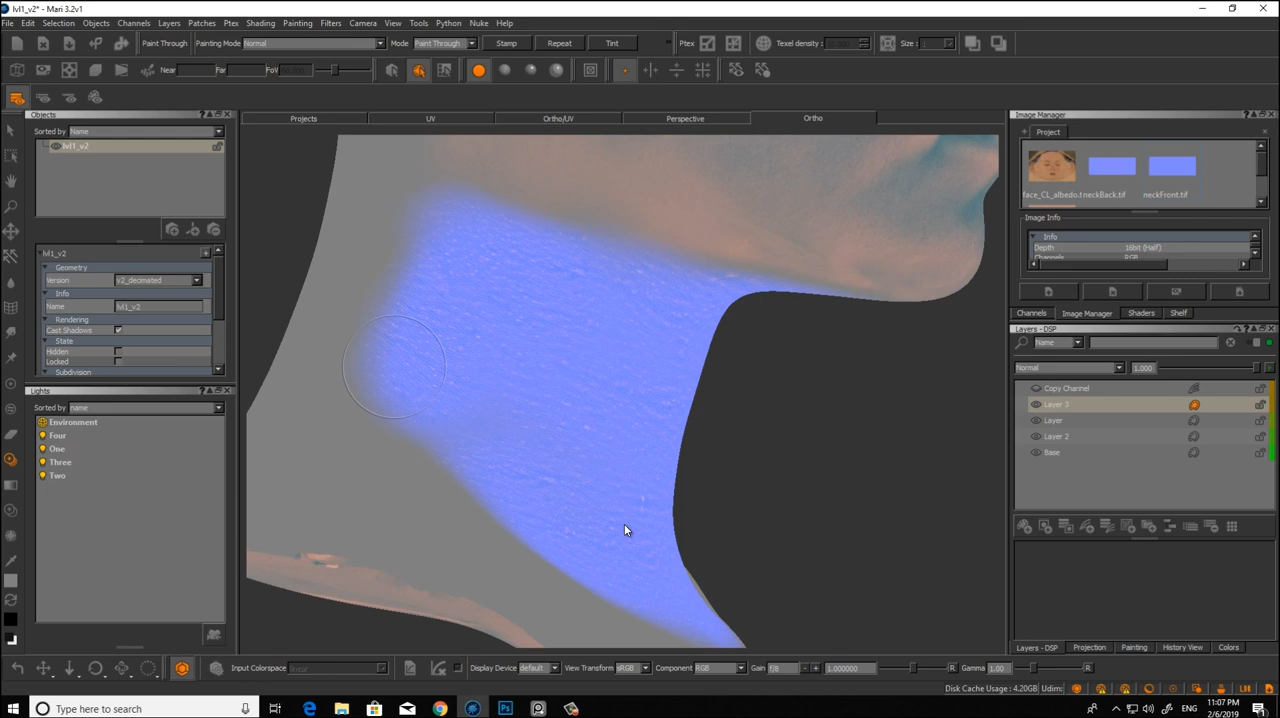 lvl1_v2* - Mari 3.2v1
File Edit Selection Objects Channels Layers Patches Ptex Shading Painting Filters Camera View Tools Python Nuke Help
Paint Through Painting Mode Normal Mode Paint Through Stamp Repeat Tint » Ptex Texel density : Size :
Near Far FoV
Objects
Sorted by Name
lvl1_v2
lvl1_v2
Geometry
Version v2_decimated
Info
Name lvl1_v2
Rendering
Cast Shadows
State
Hidden
Locked
Subdivision
Lights
Sorted by name
Environment
Four
One
Three
Two
Projects UV Ortho/UV Perspective Ortho
Image Manager
Project
face_CL_albedo.t neckBack.tif neckFront.tif
Image Info
Info
Depth 16bit (Half)
Channels RGB
Channels Image Manager Shaders Shelf
Layers - DSP
Name
Normal 1.000
Copy Channel
Layer 3
Layer
Layer 2
Base
Layers - DSP Projection Painting History View Colors
Input Colorspace Display Device default View Transform sRGB Component RGB Gain f/8 - + 1.000000 R Gamma 1.00 R
Disk Cache Usage : 4.20GB Udim:
Type here to search
ENG
11:07 PM
2/6/2019